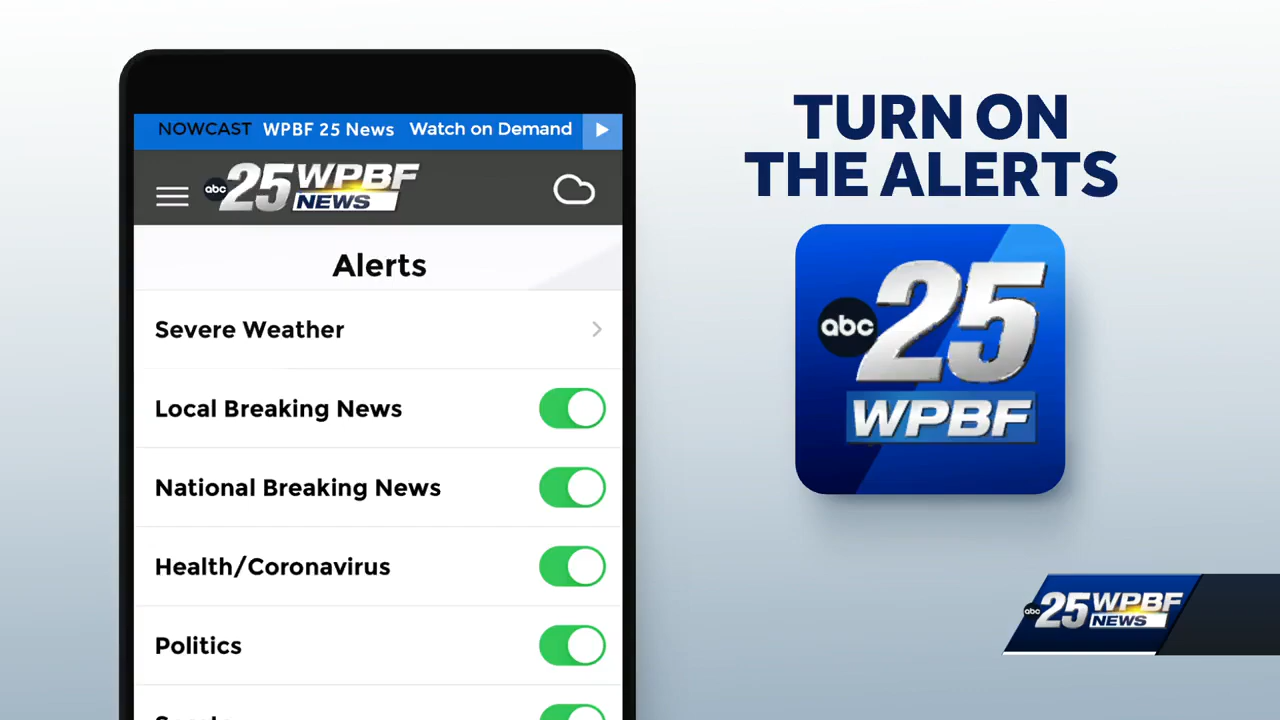 NOWCAST WPBF 25 News Watch on Demand
abc 25 WPBF NEWS
Alerts
Severe Weather
Local Breaking News
National Breaking News
Health/Coronavirus
Politics
TURN ON
THE ALERTS
abc 25
WPBF
abc 25 WPBF NEWS